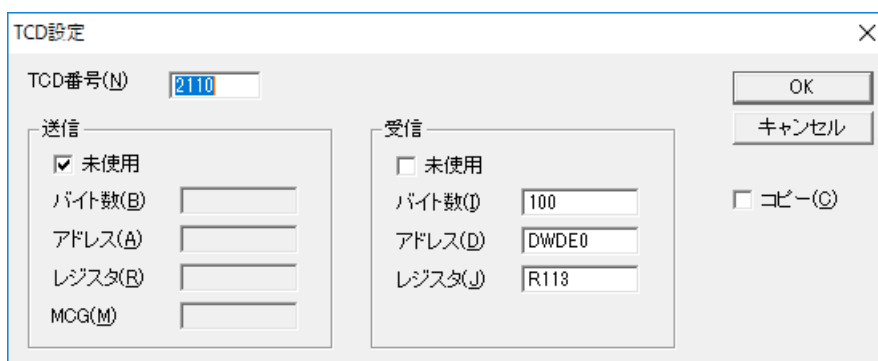 TCD設定
TCD番号(N) 2110
OK
キャンセル
コピー(C)
送信
未使用
バイト数(B)
アドレス(A)
レジスタ(R)
MCG(M)
受信
未使用
バイト数(I) 100
アドレス(D) DWDE0
レジスタ(J) R113